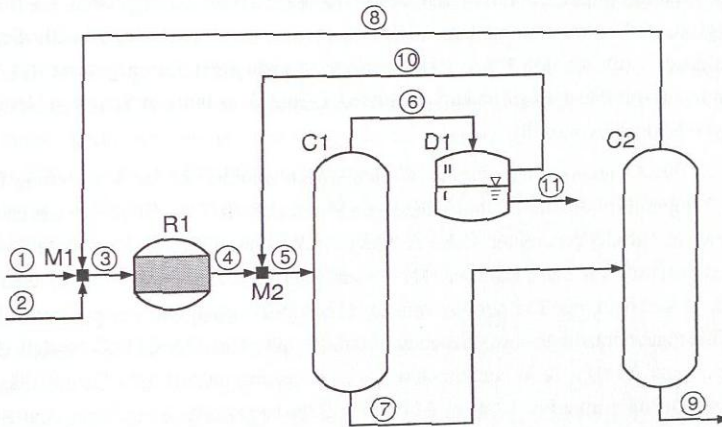 ⑧
⑩
⑥
C1
D1
C2
II
I
⑪
R1
① M1 ③ ④ ⑤
② M2
⑦
⑨